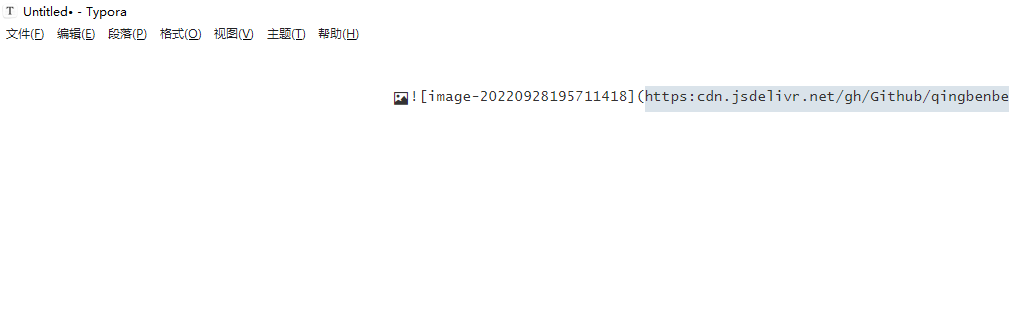 Untitled• - Typora
文件(F) 编辑(E) 段落(P) 格式(O) 视图(V) 主题(T) 帮助(H)
![image-20220928195711418](https:cdn.jsdelivr.net/gh/Github/qingbenbe